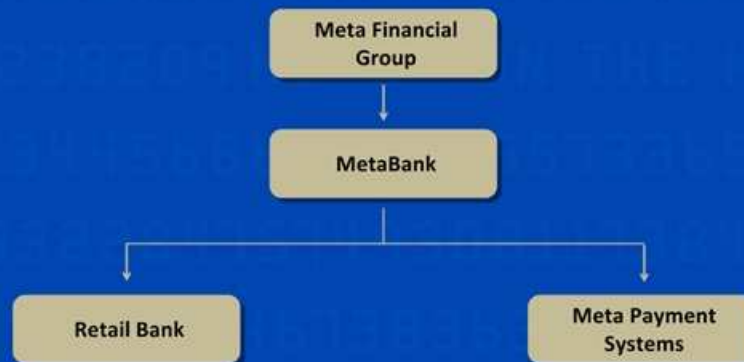 Meta Financial
Group
MetaBank
Retail Bank
Meta Payment
Systems